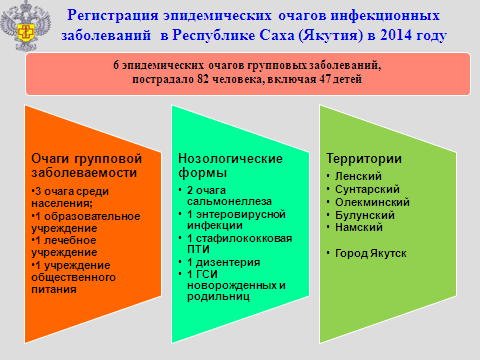 Регистрация эпидемических очагов инфекционных
заболеваний в Республике Саха (Якутия) в 2014 году
6 эпидемических очагов групповых заболеваний,
пострадало 82 человека, включая 47 детей
Очаги групповой
заболеваемости
•3 очага среди
населения;
•1 образовательное
учреждение
•1 лечебное
учреждение
•1 учреждение
общественного
питания
Нозологические
формы
• 2 очага
сальмонеллеза
• 1 энтеровирусной
инфекции
• 1 стафилококковая
ПТИ
• 1 дизентерия
• 1 ГСИ
новорожденных и
родильниц
Территории
• Ленский
• Сунтарский
• Олекминский
• Булунский
• Намский
• Город Якутск